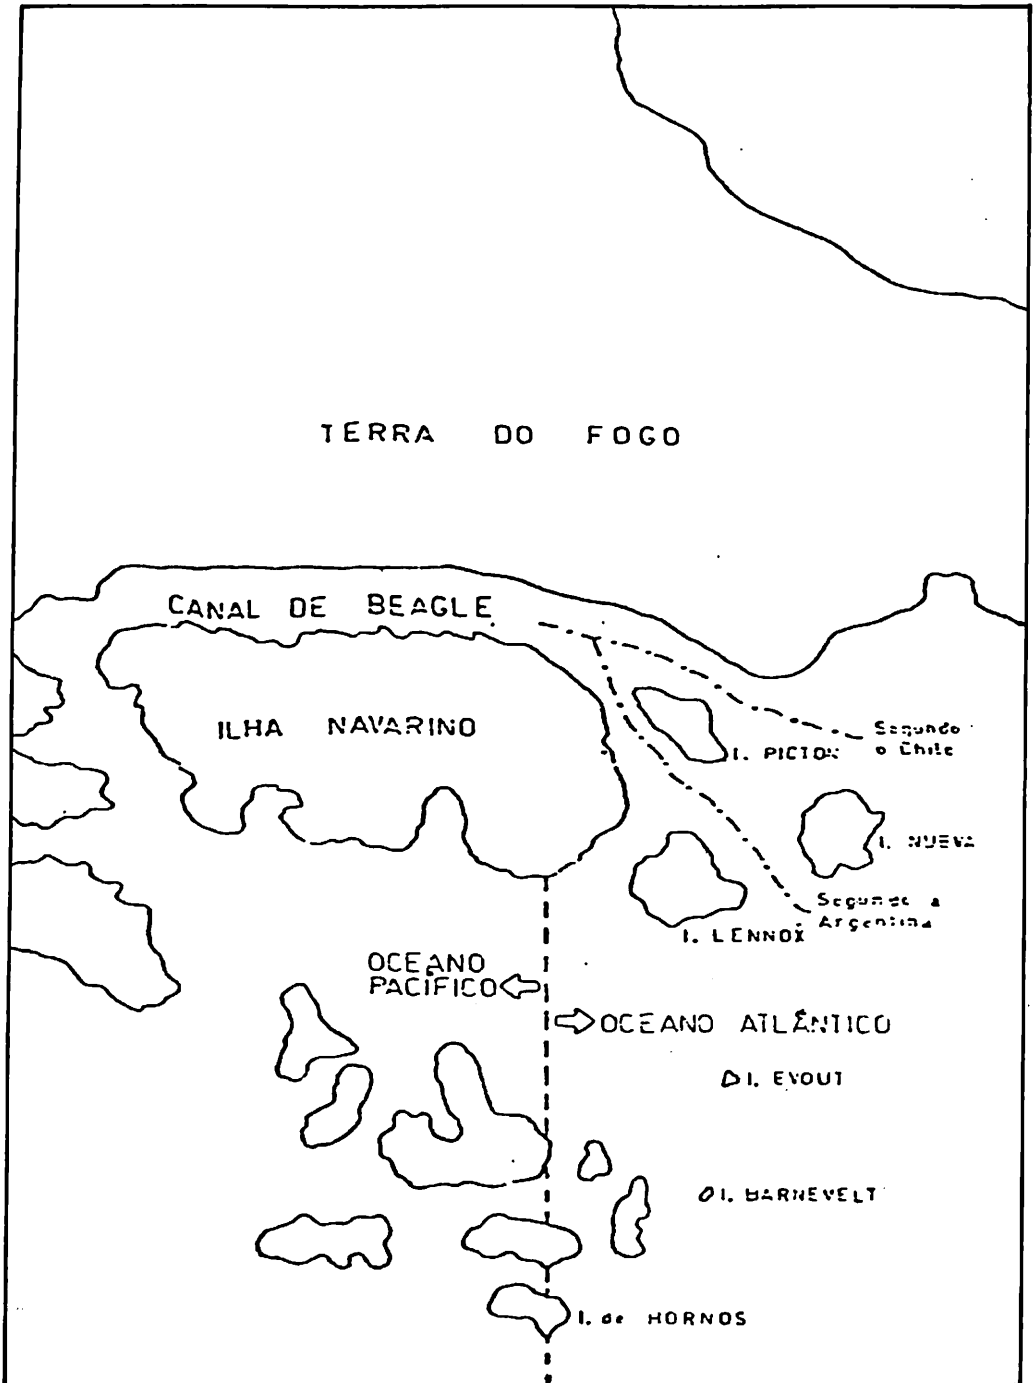 TERRA DO FOGO
CANAL DE BEAGLE
ILHA NAVARINO
Segundo
o Chile
I. PICTON
I. NUEVA
Segundo a
Argentina
I. LENNOX
OCEANO
PACÍFICO
OCEANO ATLÂNTICO
I. EVOUT
I. BARNEVELT
I. de HORNOS